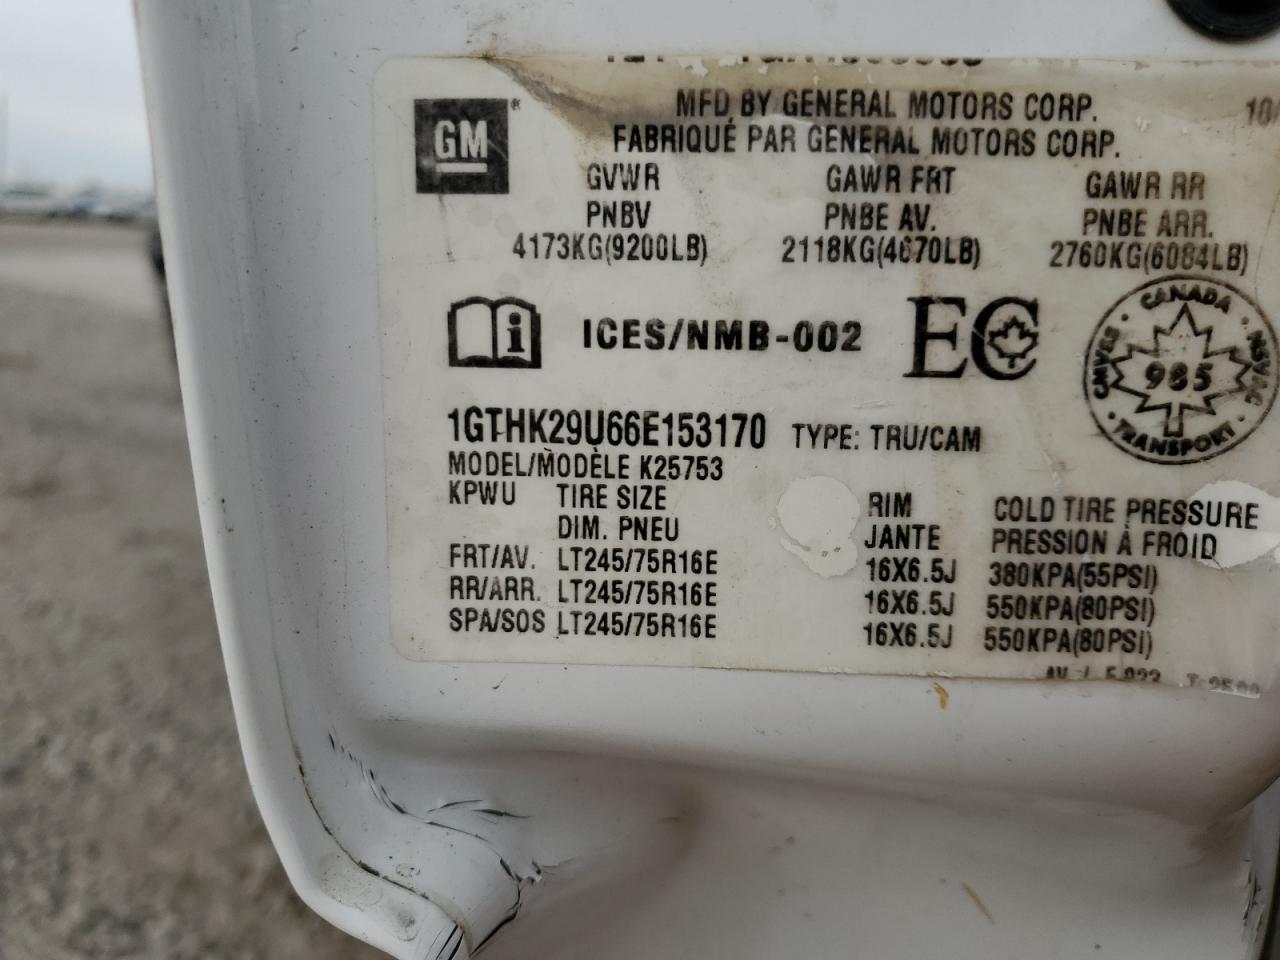 GM ®
MFD BY GENERAL MOTORS CORP.
FABRIQUÉ PAR GENERAL MOTORS CORP.
GVWR GAWR FRT GAWR RR
PNBV PNBE AV. PNBE ARR.
4173KG(9200LB) 2118KG(4670LB) 2760KG(6084LB)
i ICES/NMB-002 EC
CANADA
CMVSS NSVAC
985
TRANSPORT
1GTHK29U66E153170 TYPE: TRU/CAM
MODEL/MODÈLE K25753
KPWU TIRE SIZE RIM COLD TIRE PRESSURE
DIM. PNEU JANTE PRESSION À FROID
FRT/AV. LT245/75R16E 16X6.5J 380KPA(55PSI)
RR/ARR. LT245/75R16E 16X6.5J 550KPA(80PSI)
SPA/SOS LT245/75R16E 16X6.5J 550KPA(80PSI)